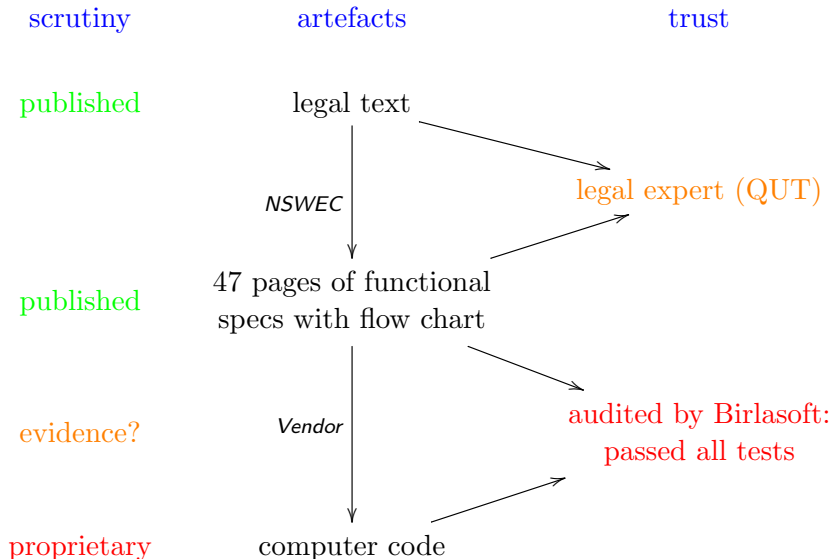 scrutiny artefacts trust
published legal text
legal expert (QUT)
NSWEC
47 pages of functional
published
specs with flow chart
audited by Birlasoft:
evidence? Vendor
passed all tests
proprietary computer code